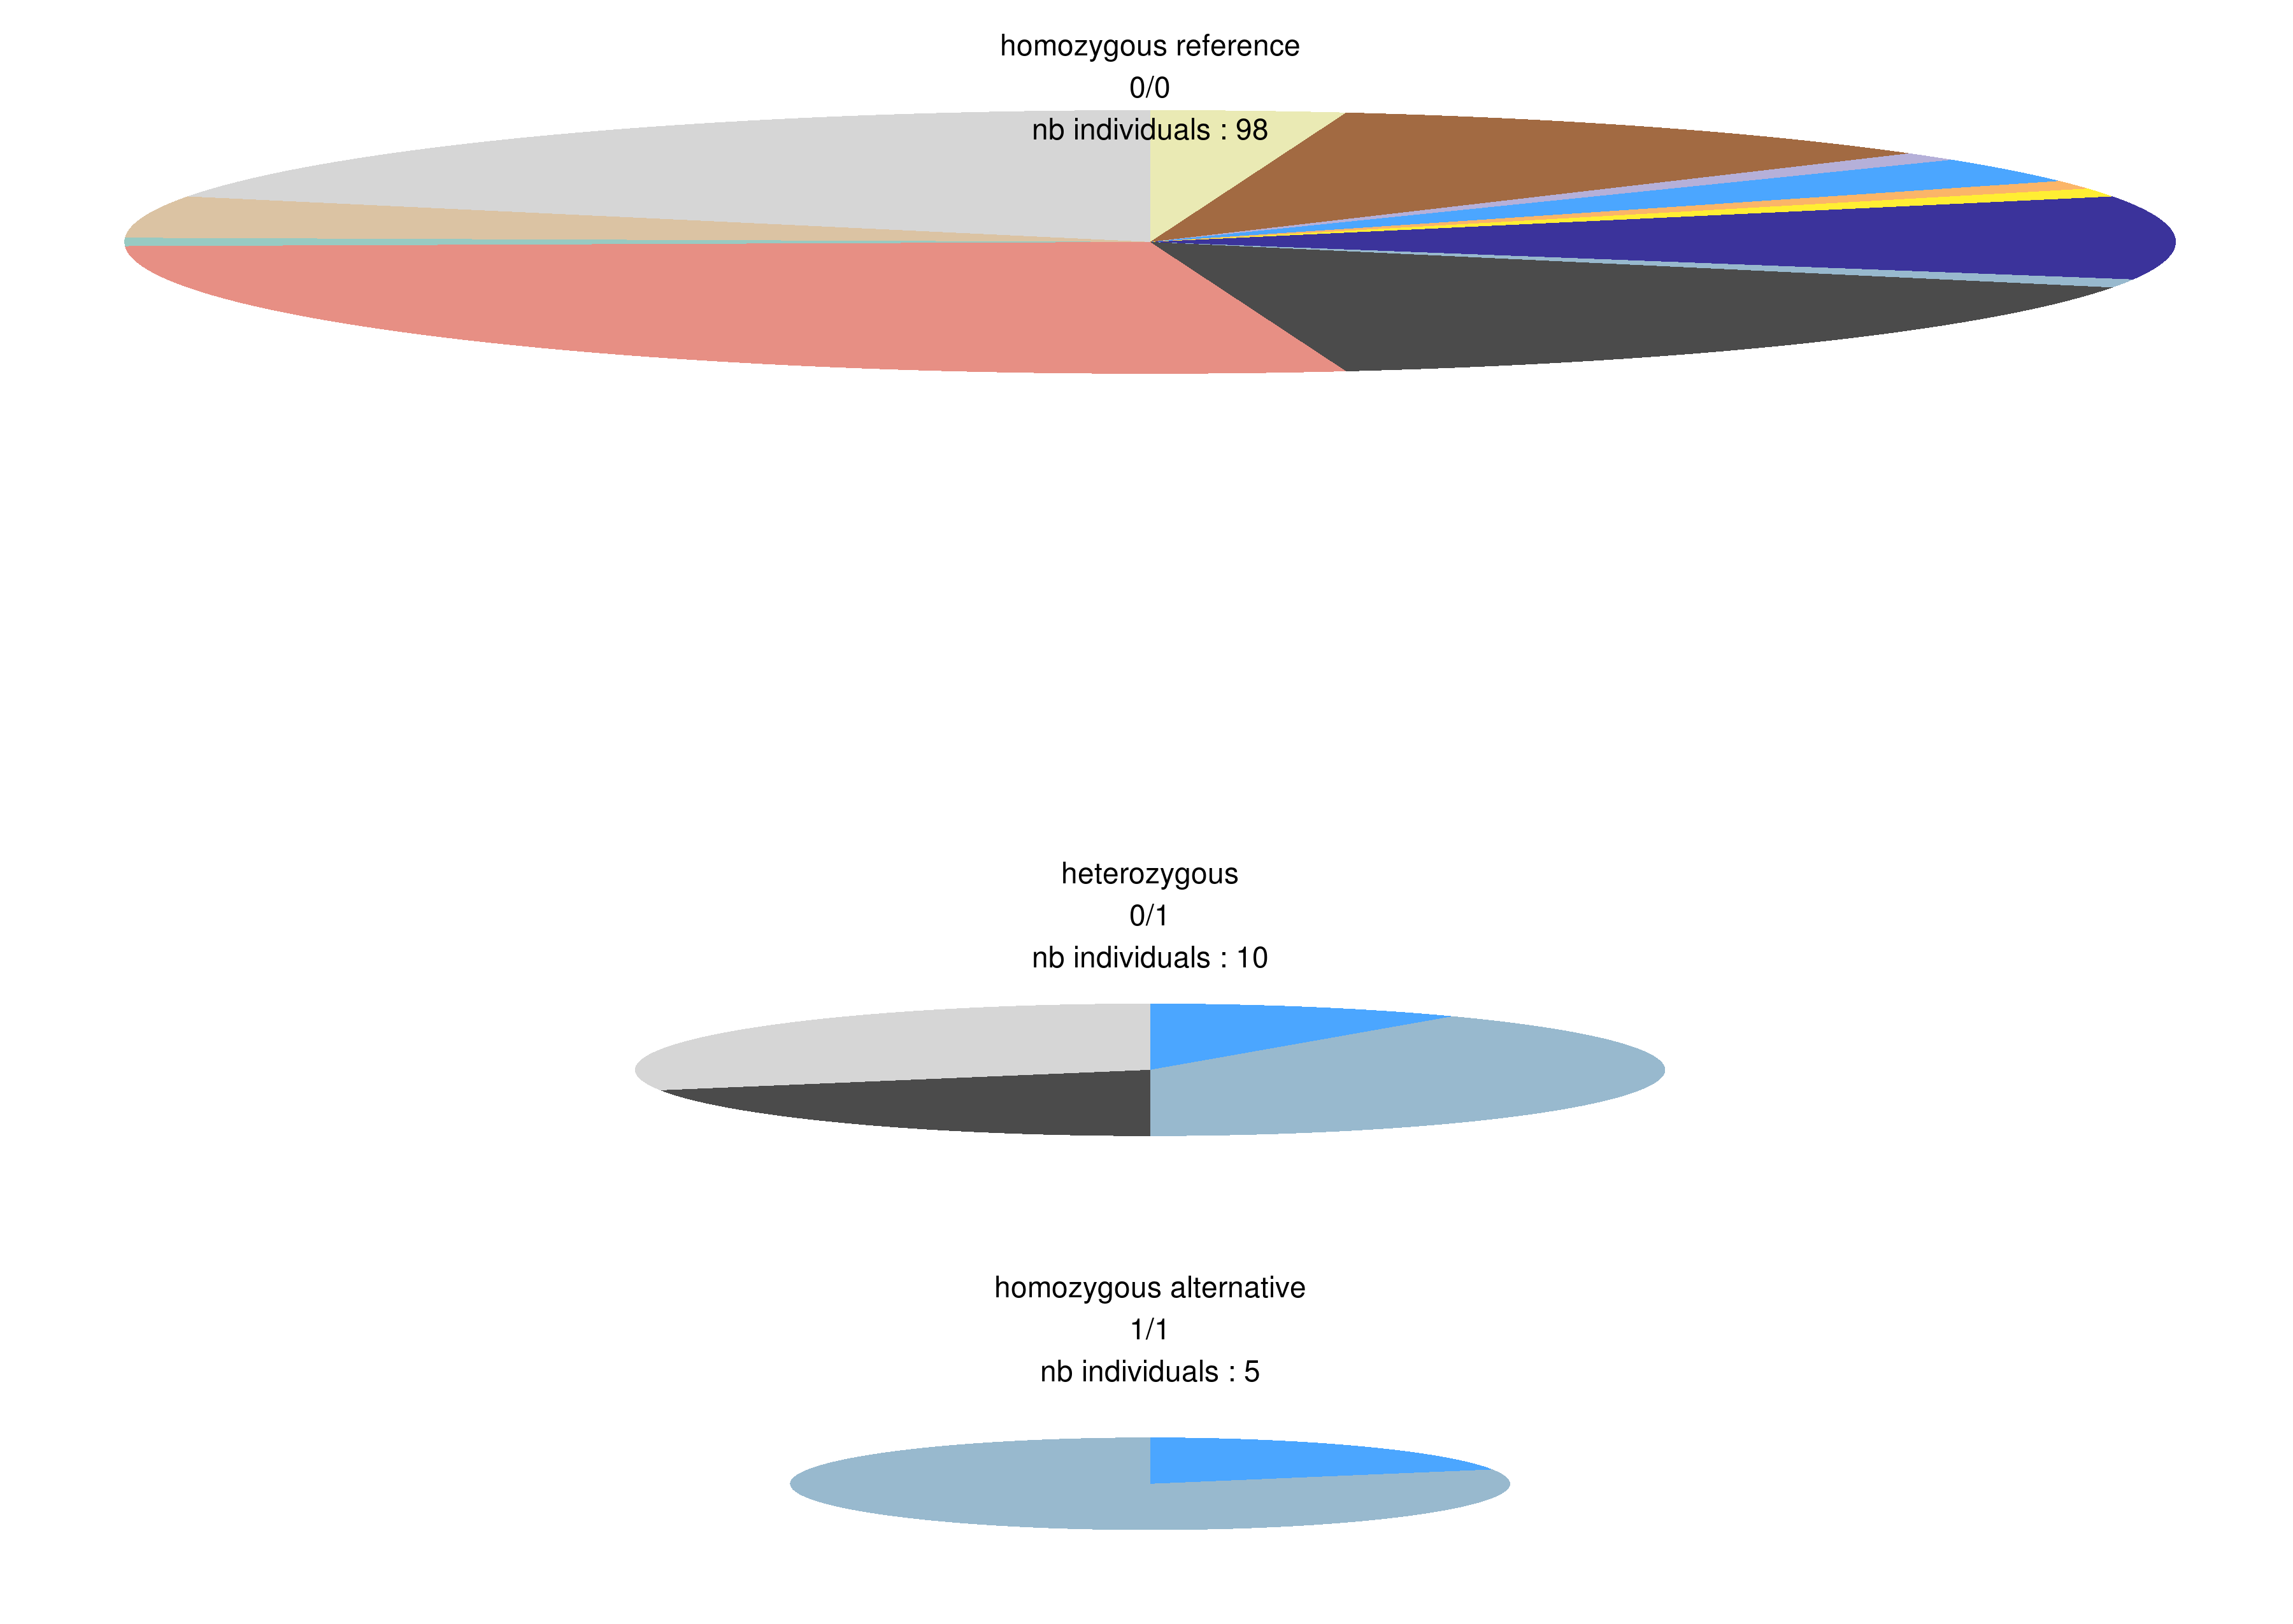 homozygous reference
0/0
nb individuals : 98
heterozygous
0/1
nb individuals : 10
homozygous alternative
1/1
nb individuals : 5